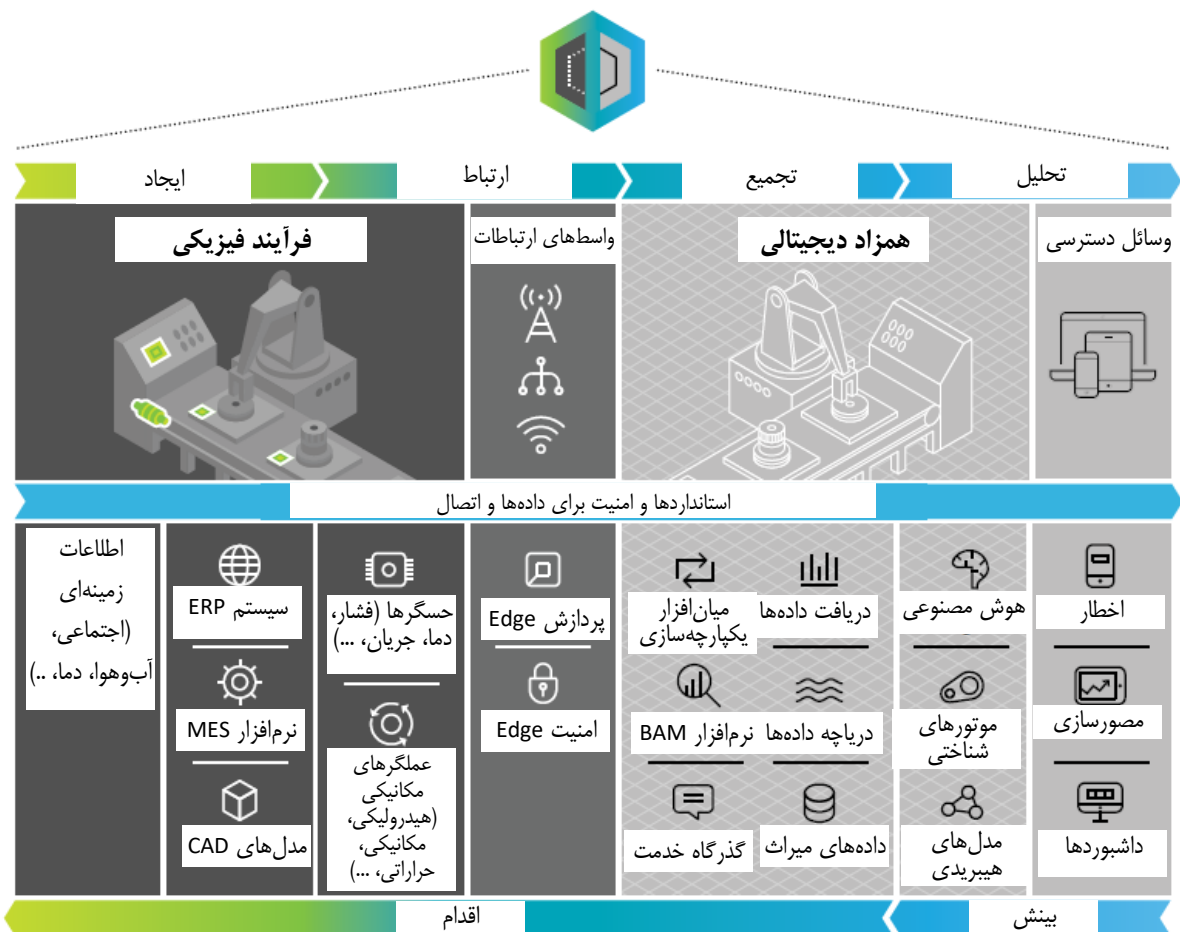 ایجاد
ارتباط
تجمیع
تحلیل
فرآیند فیزیکی
واسط‌های ارتباطات
همزاد دیجیتالی
وسائل دسترسی
استانداردها و امنیت برای داده‌ها و اتصال
اطلاعات
زمینه‌ای
(اجتماعی،
آب‌وهوا، دما، ..)
سیستم ERP
نرم‌افزار MES
مدل‌های CAD
حسگرها (فشار،
دما، جریان، ...)
عملگرهای
مکانیکی
(هیدرولیکی،
مکانیکی،
حراراتی، ...)
پردازش Edge
امنیت Edge
میان‌افزار
یکپارچه‌سازی
نرم‌افزار BAM
گذرگاه خدمت
دریافت داده‌ها
دریاچه داده‌ها
داده‌های میراث
هوش مصنوعی
موتورهای
شناختی
مدل‌های
هیبریدی
اخطار
مصورسازی
داشبوردها
اقدام
بینش